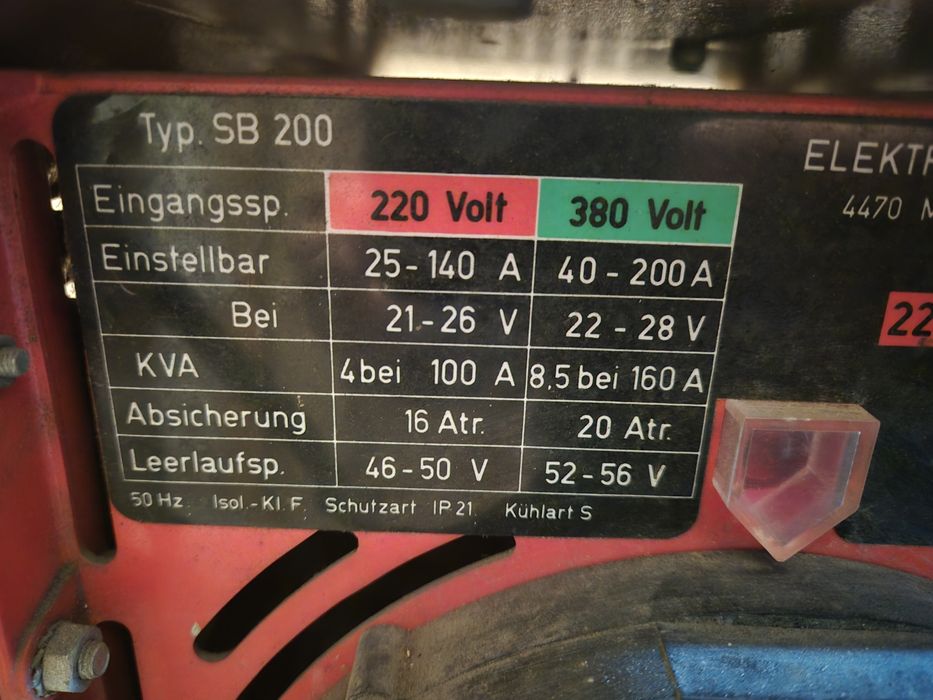 Typ. SB 200
Eingangssp. 220 Volt 380 Volt
Einstellbar 25-140 A 40-200 A
Bei 21-26 V 22-28 V
KVA 4 bei 100 A 8,5 bei 160 A
Absicherung 16 Atr. 20 Atr.
Leerlaufsp. 46-50 V 52-56 V
50 Hz. Isol.-Kl. F. Schutzart IP.21. Kühlart S
4470
22